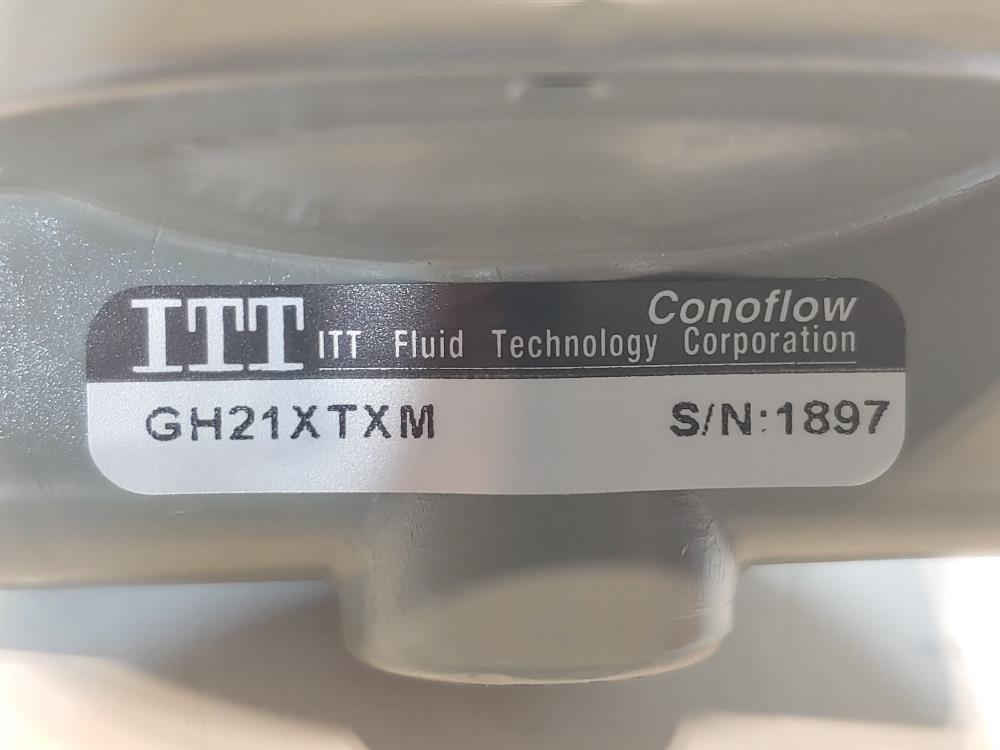 ITT
Conoflow
ITT Fluid Technology Corporation
GH21XTXM S/N:1897